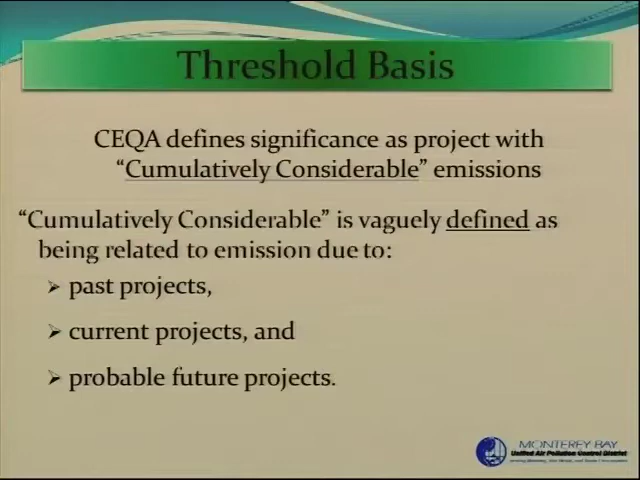 Threshold Basis
CEQA defines significance as project with
“Cumulatively Considerable” emissions
“Cumulatively Considerable” is vaguely defined as
being related to emission due to:
past projects,
current projects, and
probable future projects.
MONTEREY BAY
Unified Air Pollution Control District